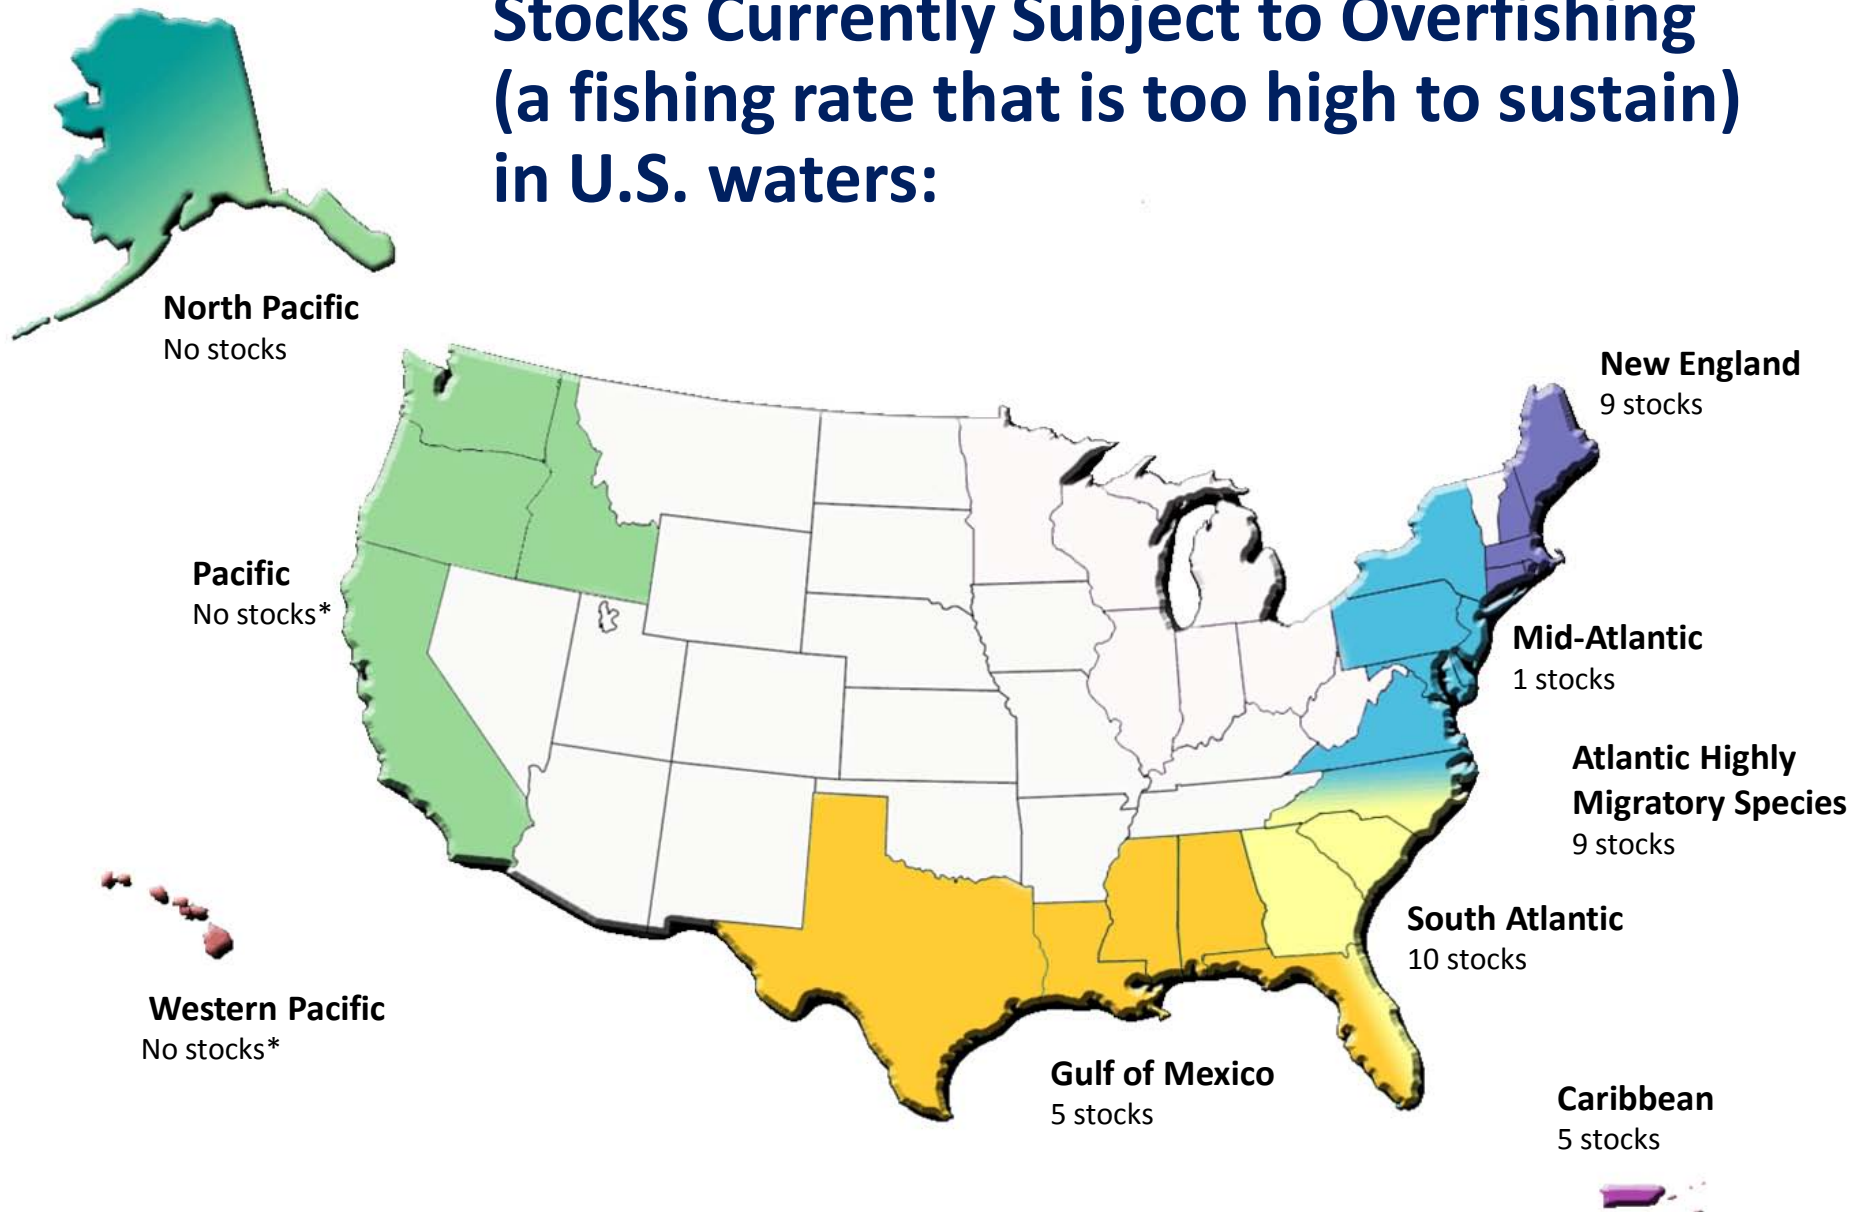 Stocks Currently Subject to Overfishing
(a fishing rate that is too high to sustain)
in U.S. waters:
North Pacific
No stocks
New England
9 stocks
Pacific
No stocks*
Mid-Atlantic
1 stocks
Atlantic Highly
Migratory Species
9 stocks
South Atlantic
10 stocks
Western Pacific
No stocks*
Gulf of Mexico
5 stocks
Caribbean
5 stocks